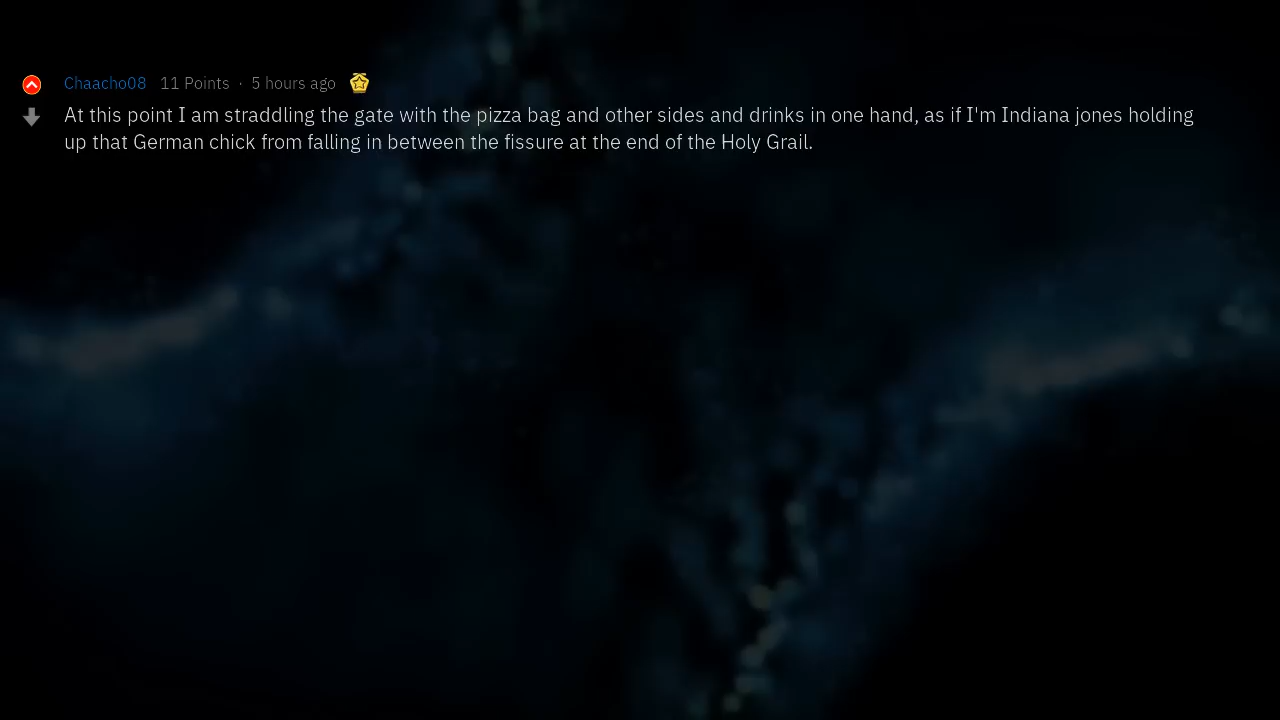 Chaacho08 11 Points · 5 hours ago
At this point I am straddling the gate with the pizza bag and other sides and drinks in one hand, as if I'm Indiana jones holding
up that German chick from falling in between the fissure at the end of the Holy Grail.